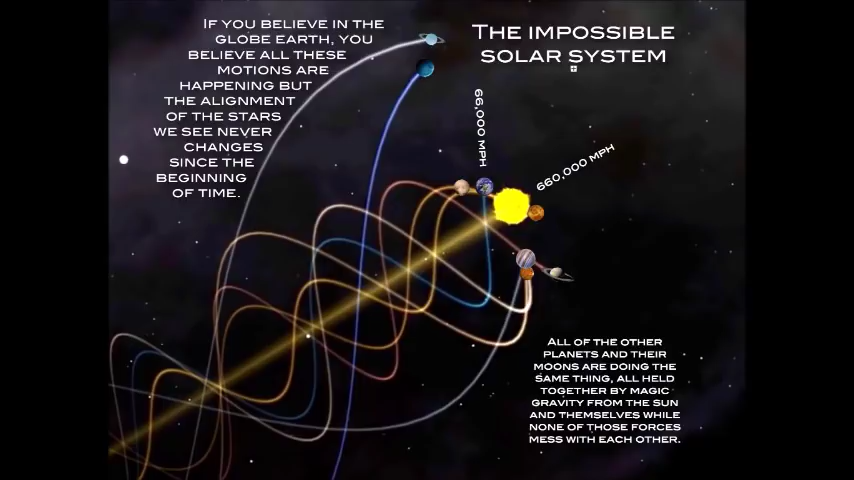 IF YOU BELIEVE IN THE
GLOBE EARTH, YOU
BELIEVE ALL THESE
MOTIONS ARE
HAPPENING BUT
THE ALIGNMENT
OF THE STARS
WE SEE NEVER
CHANGES
SINCE THE
BEGINNING
OF TIME.
THE IMPOSSIBLE
SOLAR SYSTEM
66,000 MPH
660,000 MPH
ALL OF THE OTHER
PLANETS AND THEIR
MOONS ARE DOING THE
SAME THING, ALL HELD
TOGETHER BY MAGIC
GRAVITY FROM THE SUN
AND THEMSELVES WHILE
NONE OF THOSE FORCES
MESS WITH EACH OTHER.